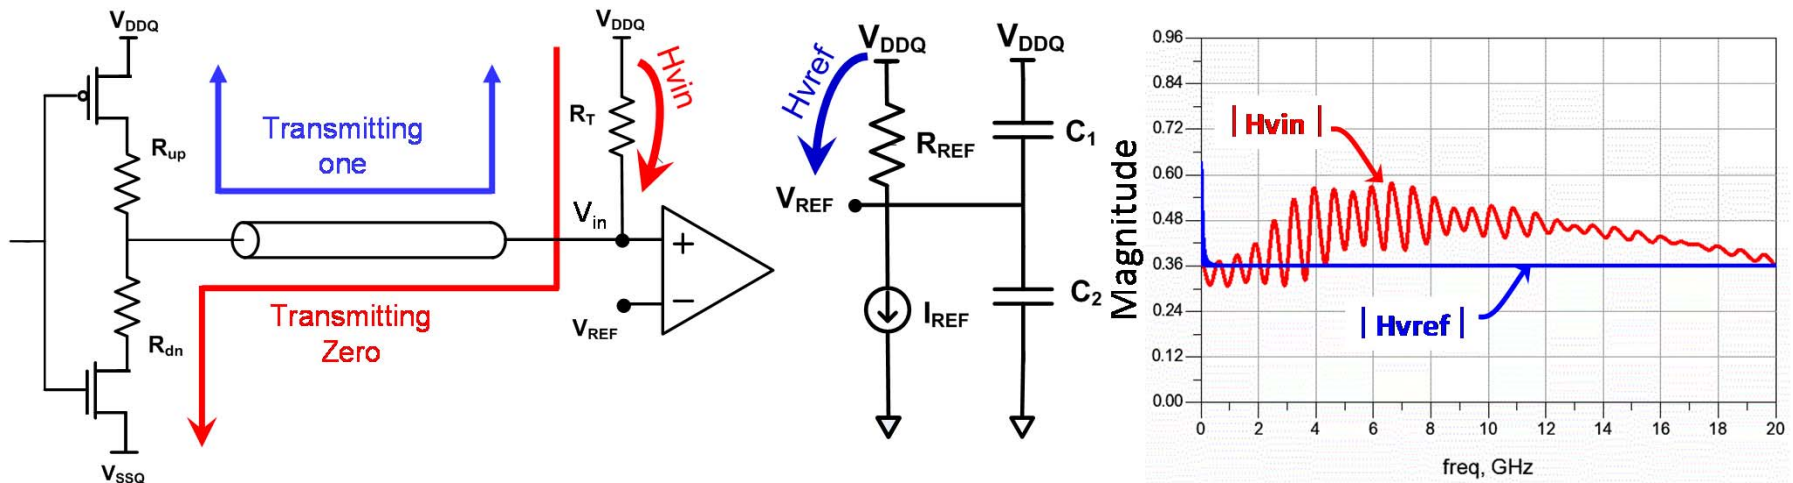 VDDQ
Rup
Rdn
VSSQ
Transmitting
one
Transmitting
Zero
VDDQ
RT
Hvin
Vin
+
−
VREF
VDDQ
Hvref
RREF
VREF
IREF
VDDQ
C1
C2
Magnitude
0.96
0.84
0.72
0.60
0.48
0.36
0.24
0.12
0.00
| Hvin |
| Hvref |
0 2 4 6 8 10 12 14 16 18 20
freq, GHz